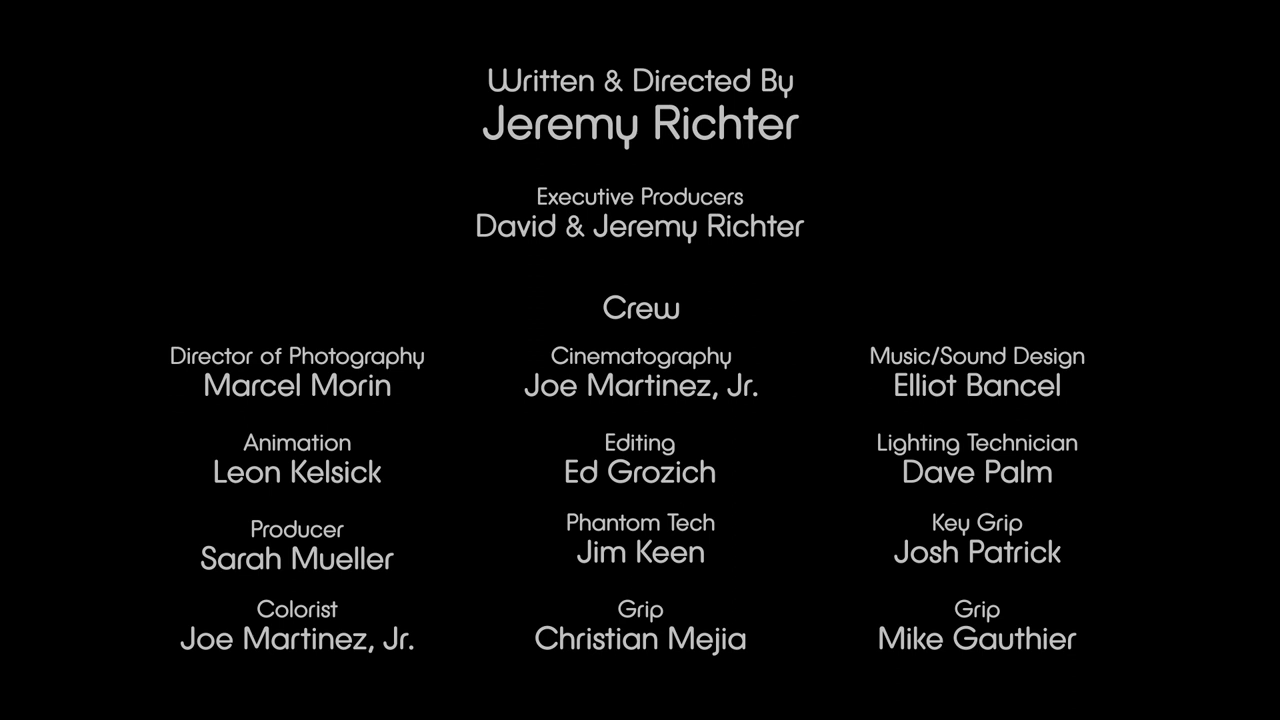 Written & Directed By
Jeremy Richter
Executive Producers
David & Jeremy Richter
Crew
Director of Photography
Marcel Morin
Cinematography
Joe Martinez, Jr.
Music/Sound Design
Elliot Bancel
Animation
Leon Kelsick
Editing
Ed Grozich
Lighting Technician
Dave Palm
Producer
Sarah Mueller
Phantom Tech
Jim Keen
Key Grip
Josh Patrick
Colorist
Joe Martinez, Jr.
Grip
Christian Mejia
Grip
Mike Gauthier